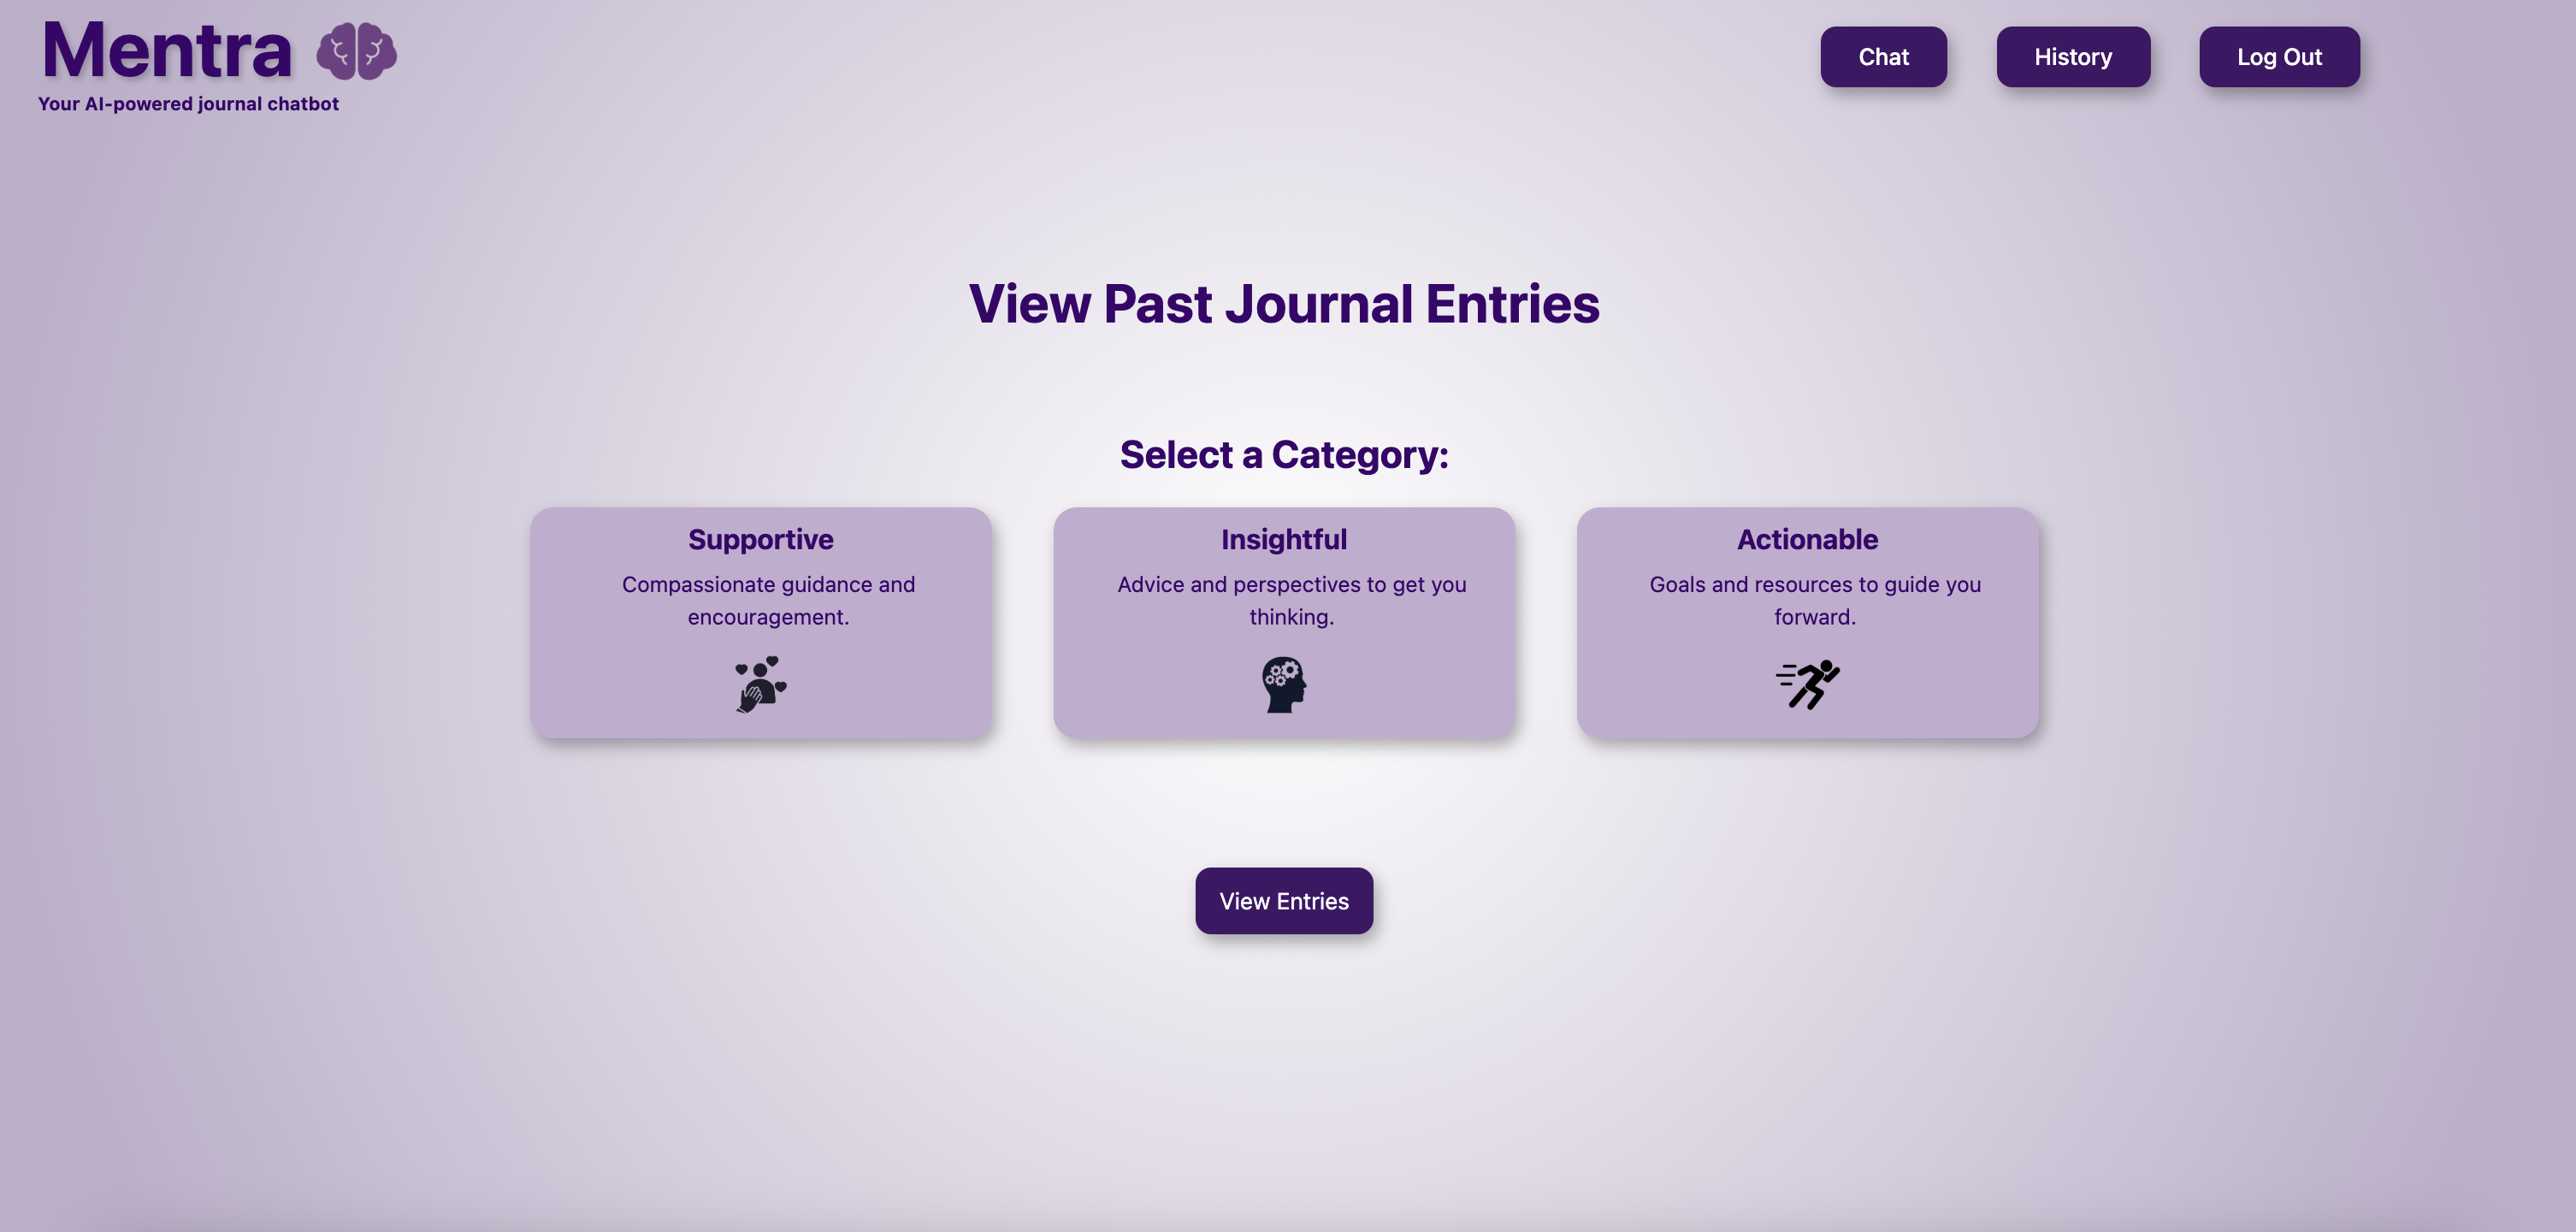 Mentra
Your AI-powered journal chatbot
Chat
History
Log Out
View Past Journal Entries
Select a Category:
Supportive
Compassionate guidance and
encouragement.
Insightful
Advice and perspectives to get you
thinking.
Actionable
Goals and resources to guide you
forward.
View Entries